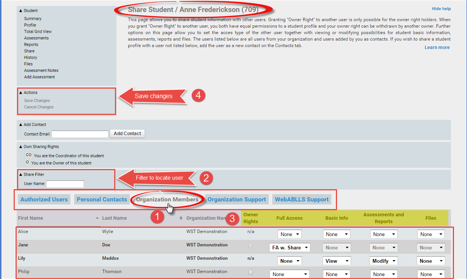 Student
Summary
Profile
Total Grid View
Assessments
Reports
Share
History
Files
Assessment Notes
Add Assessment
Share Student / Anne Frederickson (709)
Hide help
This page allow you to share student information with other users. Granting "Owner Right" to another user is only possible for the owner right holders. When you grant "Owner Right" to another user, you both have equal permissions to a student profile and your owner right can be withdrawn by another owner. Further options on this page allow you to set the acces type of the other user together with viewing or modifying possibilities for student basic information, assessments, reports and files. The users listed below are all users from your organization and users added by you as contacts. If you wish to share a student profile with a user not listed below, add the user as a new contact on the Contacts tab.
Learn more
Actions
Save Changes
Cancel Changes
Save changes
4
Add Contact
Contact Email
Add Contact
Own Sharing Rights
You are the Coordinator of this student
You are the Owner of this student
Share Filter
User Name:
Filter to locate user
2
Authorized Users
Personal Contacts
Organization Members
Organization Support
WebABLLS Support
1
3
First Name
Last Name
Organization Name
Owner Rights
Full Access
Basic Info
Assessments and Reports
Files
Alice
Wylie
WST Demonstration
n/a
None
None
None
None
Jane
Doe
WST Demonstration
FA w. Share
None
None
None
Lily
Maddox
WST Demonstration
n/a
None
View
Modify
None
Philip
Thomson
WST Demonstration
None
None
None
None